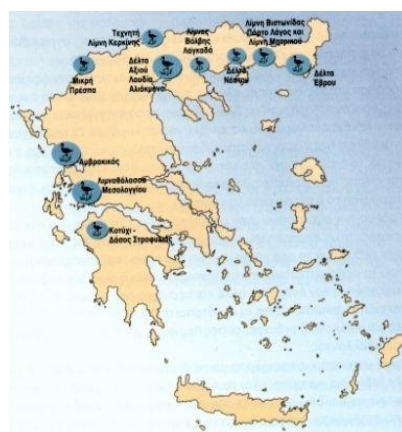 Τεχνητή
Λίμνη Κερκίνης
Λίμνες
Βόλβης
Λαγκαδά
Λίμνη Βιστωνίδας
Πόρτο Λάγος και
Λίμνη Μητρικού
Μικρή
Πρέσπα
Δέλτα
Αξιού
Λουδία,
Αλιάκμονα
Δέλτα
Νέστου
Δέλτα
Έβρου
Αμβρακικός
Λιμνοθάλασσα
Μεσολογγίου
Κοτύχι -
Δάσος Στροφυλιάς